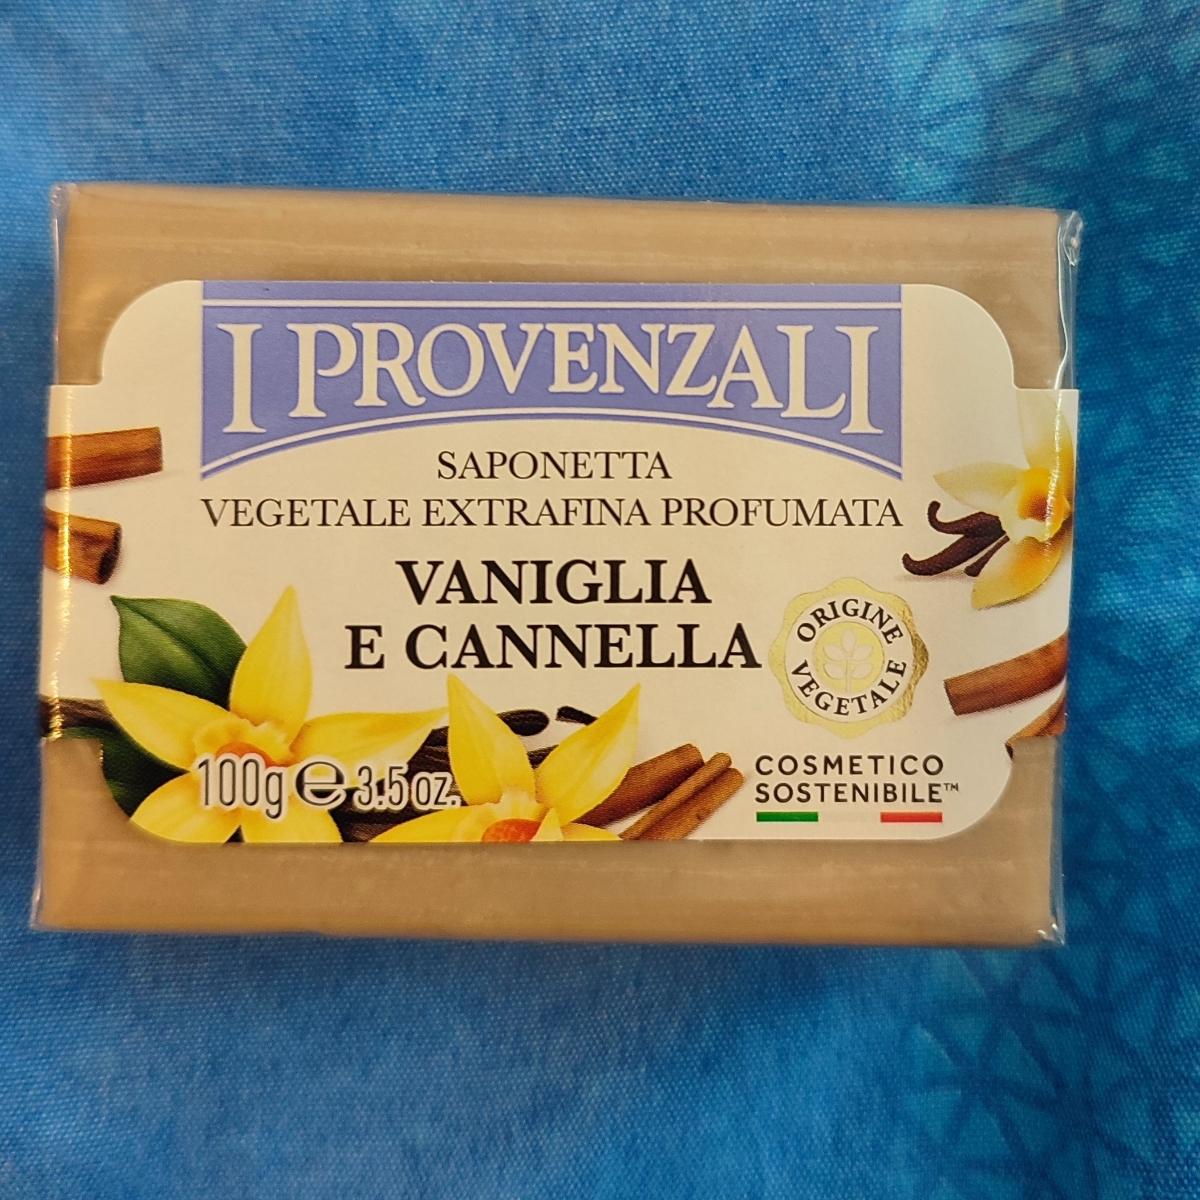 I PROVENZALI
SAPONETTA
VEGETALE EXTRAFINA PROFUMATA
VANIGLIA
E CANNELLA
ORIGINE
VEGETALE
100g ℮ 3.5 oz.
COSMETICO
SOSTENIBILE™